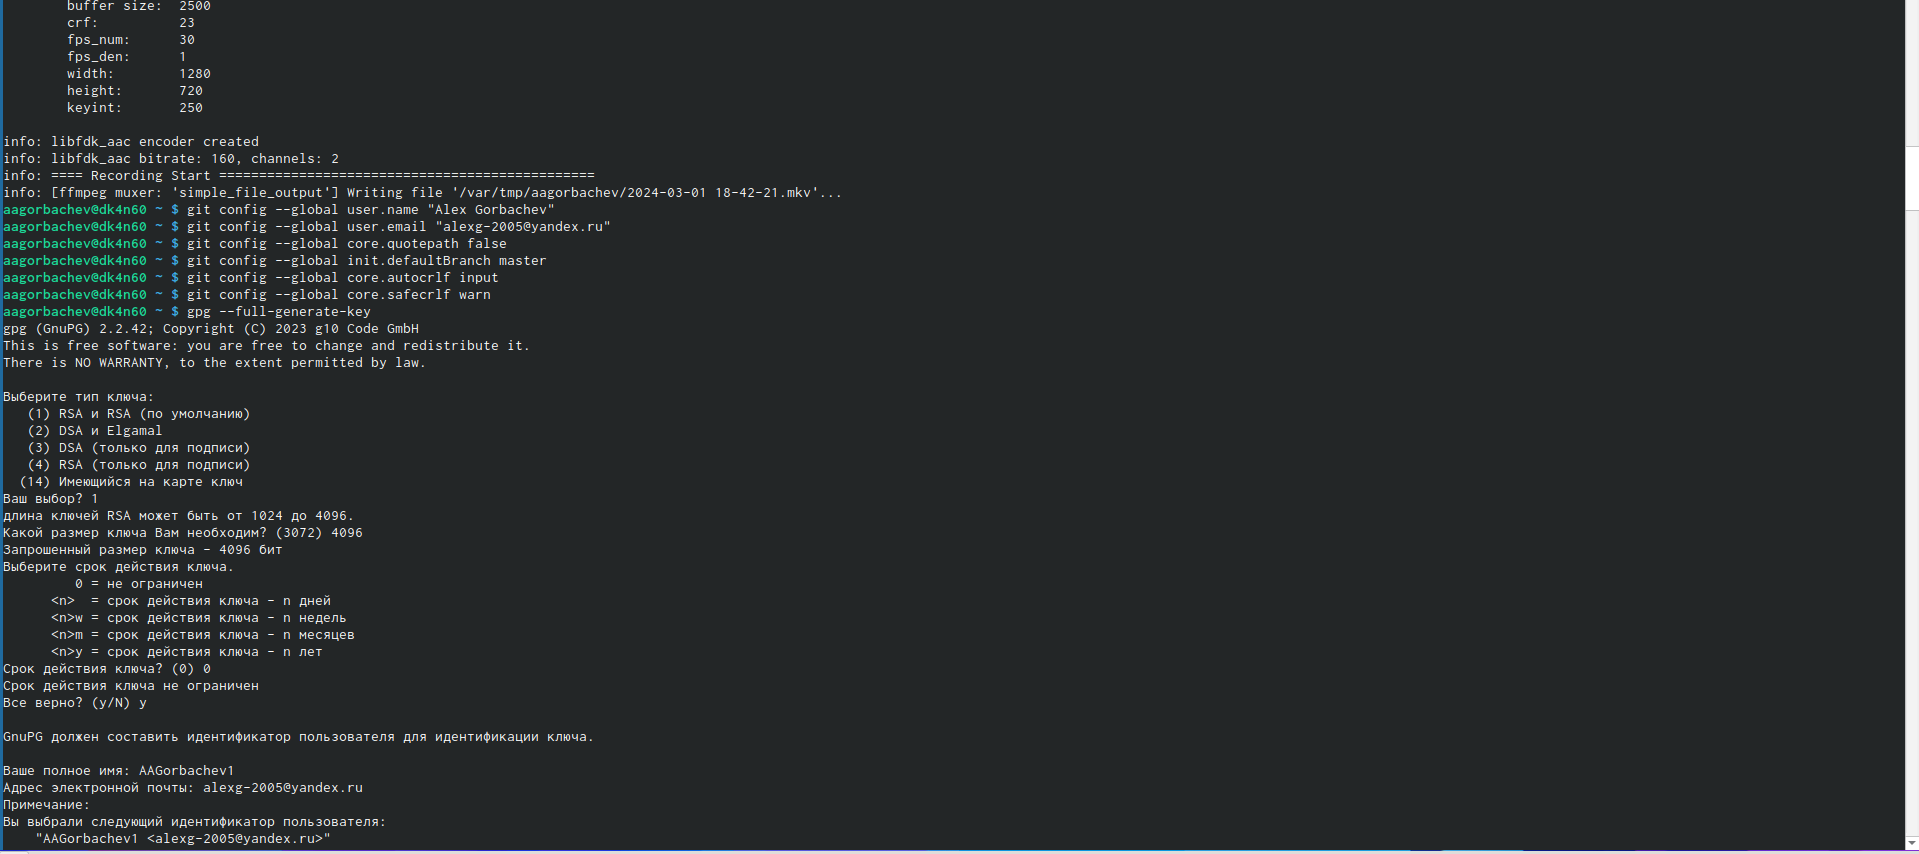 buffer size: 2500
crf: 23
fps_num: 30
fps_den: 1
width: 1280
height: 720
keyint: 250
info: libfdk_aac encoder created
info: libfdk_aac bitrate: 160, channels: 2
info: ==== Recording Start ===============================================
info: [ffmpeg muxer: 'simple_file_output'] Writing file '/var/tmp/aagorbachev/2024-03-01 18-42-21.mkv'...
aagorbachev@dk4n60 ~ $ git config --global user.name "Alex Gorbachev"
aagorbachev@dk4n60 ~ $ git config --global user.email "alexg-2005@yandex.ru"
aagorbachev@dk4n60 ~ $ git config --global core.quotepath false
aagorbachev@dk4n60 ~ $ git config --global init.defaultBranch master
aagorbachev@dk4n60 ~ $ git config --global core.autocrlf input
aagorbachev@dk4n60 ~ $ git config --global core.safecrlf warn
aagorbachev@dk4n60 ~ $ gpg --full-generate-key
gpg (GnuPG) 2.2.42; Copyright (C) 2023 g10 Code GmbH
This is free software: you are free to change and redistribute it.
There is NO WARRANTY, to the extent permitted by law.
Выберите тип ключа:
(1) RSA и RSA (по умолчанию)
(2) DSA и Elgamal
(3) DSA (только для подписи)
(4) RSA (только для подписи)
(14) Имеющийся на карте ключ
Ваш выбор? 1
длина ключей RSA может быть от 1024 до 4096.
Какой размер ключа Вам необходим? (3072) 4096
Запрошенный размер ключа - 4096 бит
Выберите срок действия ключа.
0 = не ограничен
<n>  = срок действия ключа - n дней
<n>w = срок действия ключа - n недель
<n>m = срок действия ключа - n месяцев
<n>y = срок действия ключа - n лет
Срок действия ключа? (0) 0
Срок действия ключа не ограничен
Все верно? (y/N) y
GnuPG должен составить идентификатор пользователя для идентификации ключа.
Ваше полное имя: AAGorbachev1
Адрес электронной почты: alexg-2005@yandex.ru
Примечание:
Вы выбрали следующий идентификатор пользователя:
"AAGorbachev1 <alexg-2005@yandex.ru>"